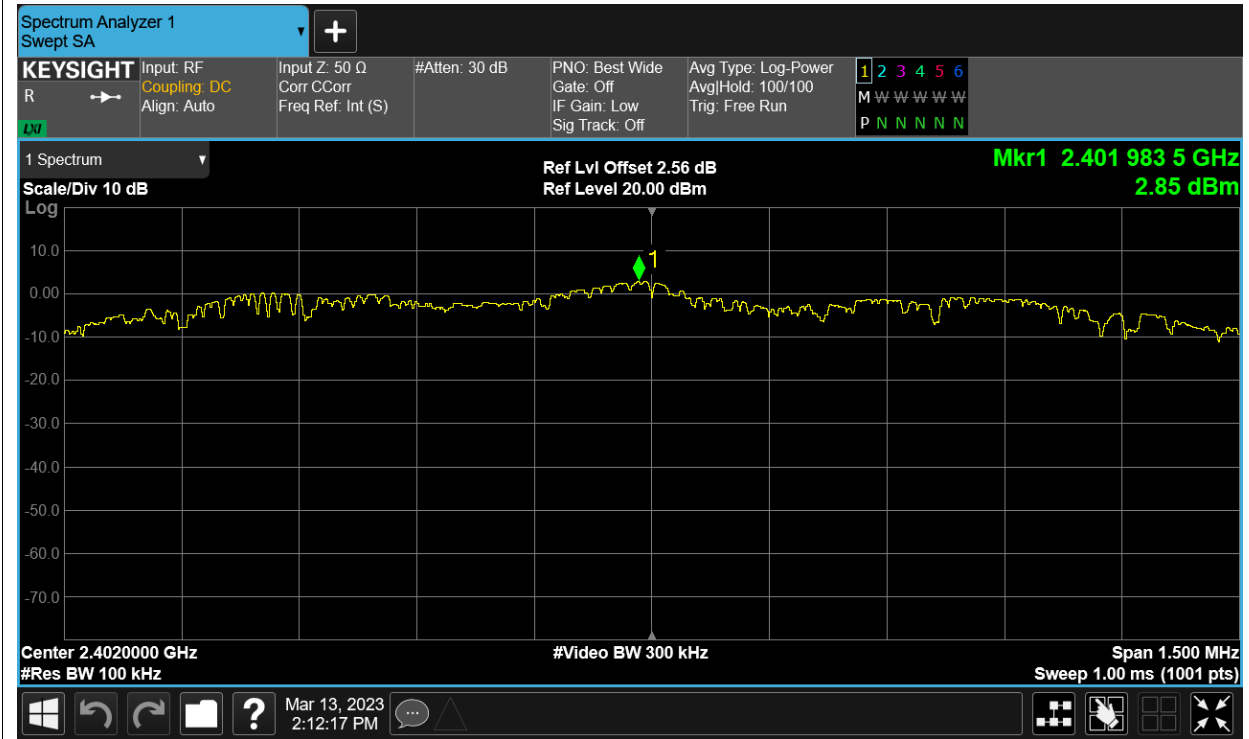 Spectrum Analyzer 1
Swept SA
KEYSIGHT
R
LXI
Input: RF
Coupling: DC
Align: Auto
Input Z: 50 Ω
Corr CCorr
Freq Ref: Int (S)
#Atten: 30 dB
PNO: Best Wide
Gate: Off
IF Gain: Low
Sig Track: Off
Avg Type: Log-Power
Avg|Hold: 100/100
Trig: Free Run
1 2 3 4 5 6
M W W W W W
P N N N N N
1 Spectrum
Scale/Div 10 dB
Ref Lvl Offset 2.56 dB
Ref Level 20.00 dBm
Mkr1 2.401 983 5 GHz
2.85 dBm
Log
10.0
0.00
-10.0
-20.0
-30.0
-40.0
-50.0
-60.0
-70.0
1
Center 2.4020000 GHz
#Res BW 100 kHz
#Video BW 300 kHz
Span 1.500 MHz
Sweep 1.00 ms (1001 pts)
?
Mar 13, 2023
2:12:17 PM